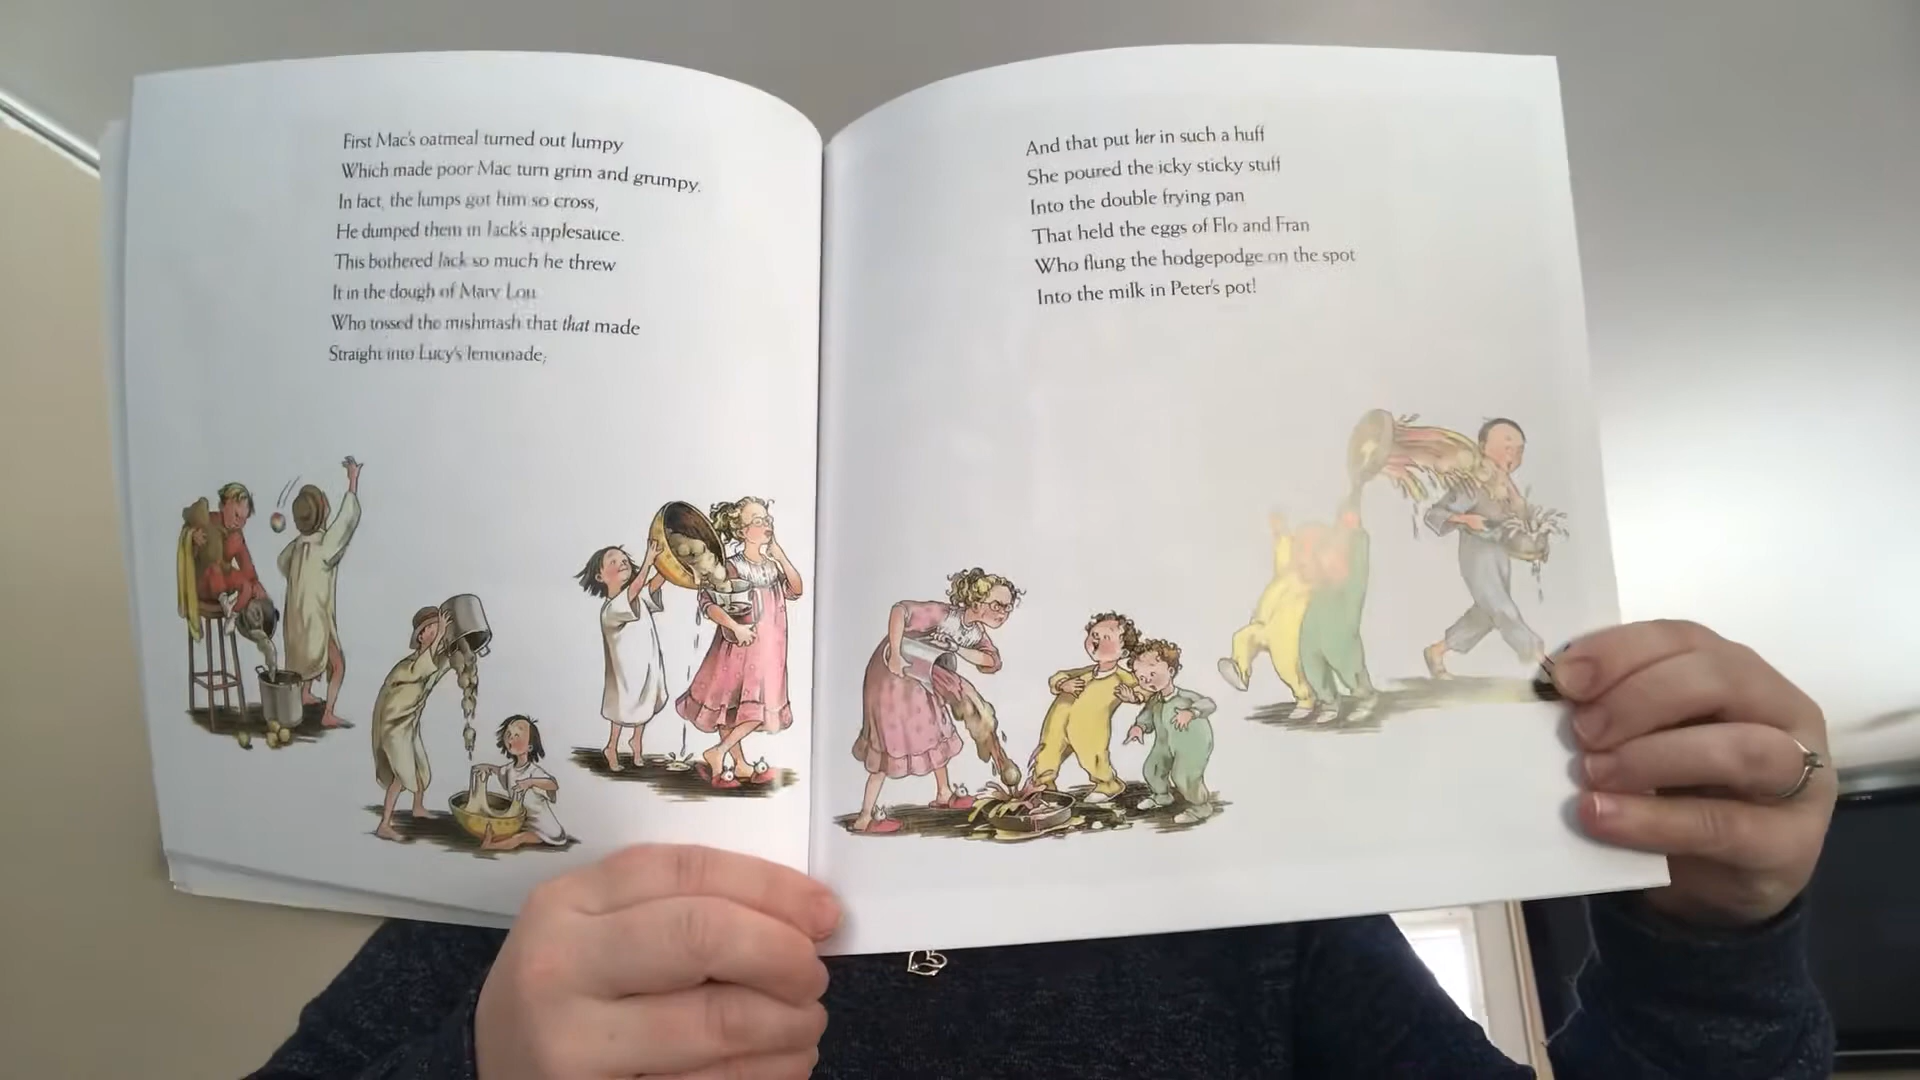 First Mac's oatmeal turned out lumpy
Which made poor Mac turn grim and grumpy.
In fact, the lumps got him so cross,
He dumped them in Jack's applesauce.
This bothered Jack so much he threw
It in the dough of Mary Lou
Who tossed the mishmash that that made
Straight into Lucy's lemonade;
And that put her in such a huff
She poured the icky sticky stuff
Into the double frying pan
That held the eggs of Flo and Fran
Who flung the hodgepodge on the spot
Into the milk in Peter's pot!